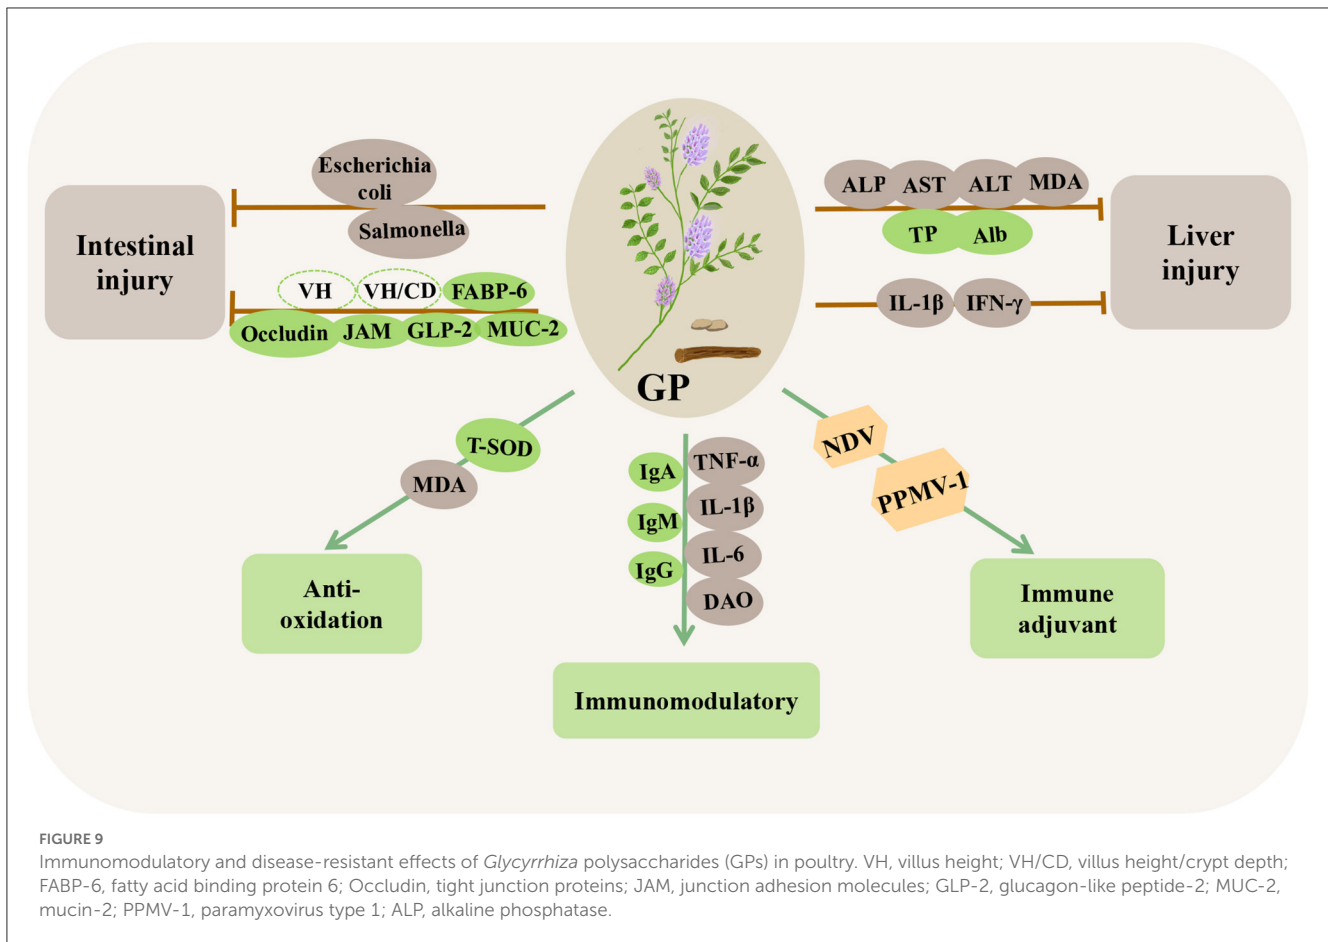 Escherichia
coli
Salmonella
Intestinal
injury
VH
VH/CD
FABP-6
Occludin
JAM
GLP-2
MUC-2
GP
ALP
AST
ALT
MDA
TP
Alb
IL-1β
IFN-γ
Liver
injury
T-SOD
MDA
Anti-
oxidation
IgA
IgM
IgG
TNF-α
IL-1β
IL-6
DAO
Immunomodulatory
NDV
PPMV-1
Immune
adjuvant
FIGURE 9
Immunomodulatory and disease-resistant effects of Glycyrrhiza polysaccharides (GPs) in poultry. VH, villus height; VH/CD, villus height/crypt depth;
FABP-6, fatty acid binding protein 6; Occludin, tight junction proteins; JAM, junction adhesion molecules; GLP-2, glucagon-like peptide-2; MUC-2,
mucin-2; PPMV-1, paramyxovirus type 1; ALP, alkaline phosphatase.